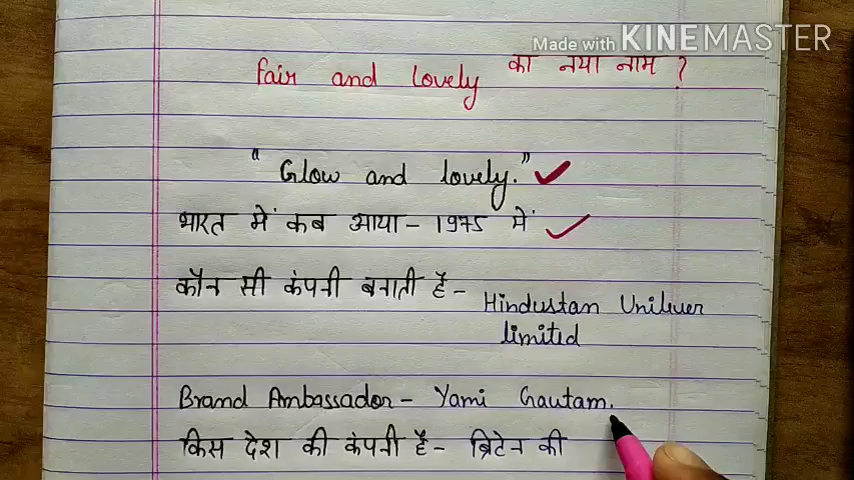 Made with KINEMASTER
Fair and lovely का नया नाम ?
" Glow and lovely. "
भारत में कब आया - 1975 में
कौन सी कंपनी बनाती है - Hindustan Uniliver
limited
Brand Ambassador - Yami Gautam.
किस देश की कंपनी है - ब्रिटेन की